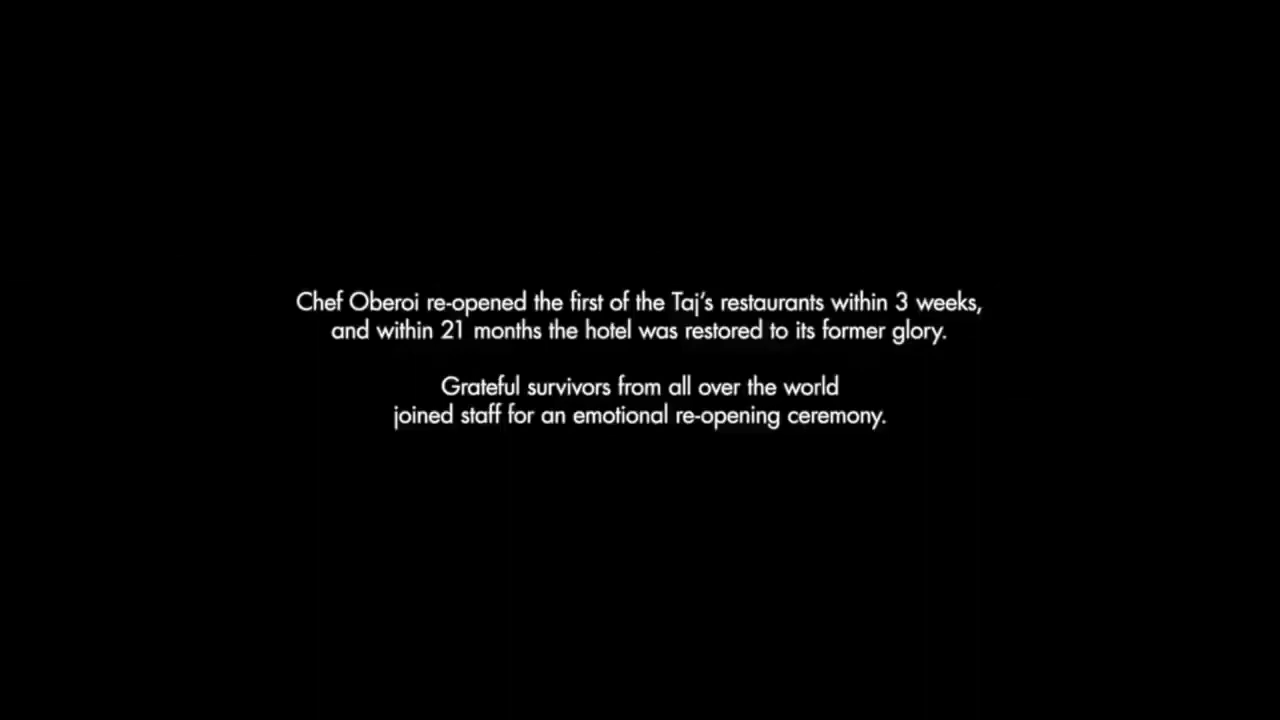 Chef Oberoi re-opened the first of the Taj's restaurants within 3 weeks,
and within 21 months the hotel was restored to its former glory.
Grateful survivors from all over the world
joined staff for an emotional re-opening ceremony.